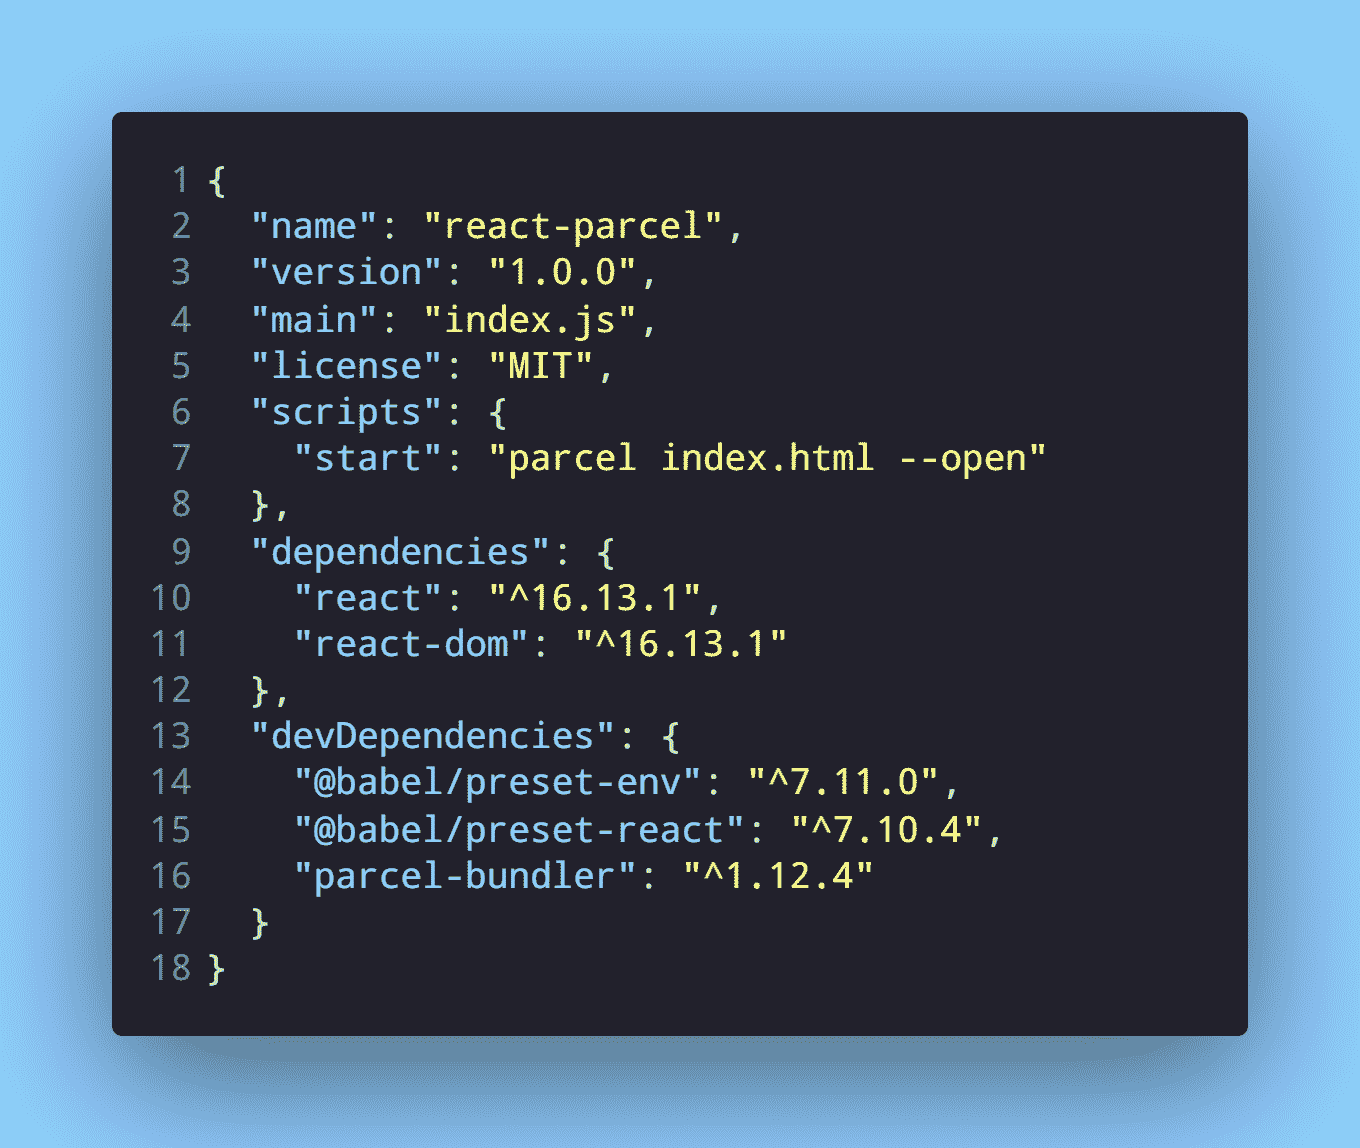 1 {
2   "name": "react-parcel",
3   "version": "1.0.0",
4   "main": "index.js",
5   "license": "MIT",
6   "scripts": {
7     "start": "parcel index.html --open"
8   },
9   "dependencies": {
10     "react": "^16.13.1",
11     "react-dom": "^16.13.1"
12   },
13   "devDependencies": {
14     "@babel/preset-env": "^7.11.0",
15     "@babel/preset-react": "^7.10.4",
16     "parcel-bundler": "^1.12.4"
17   }
18 }